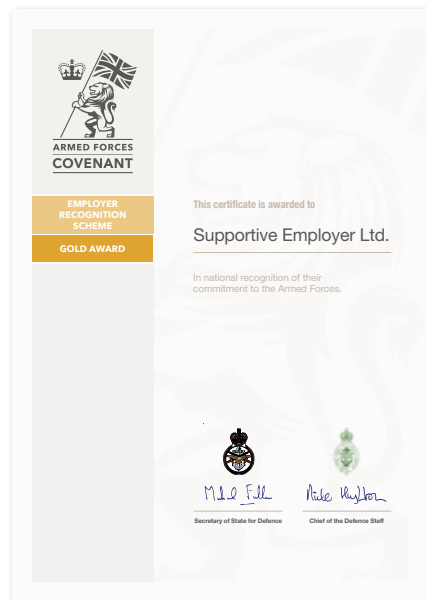 ARMED FORCES
COVENANT
EMPLOYER
RECOGNITION
SCHEME
GOLD AWARD
This certificate is awarded to
Supportive Employer Ltd.
In national recognition of their
commitment to the Armed Forces.
Secretary of State for Defence
Chief of the Defence Staff